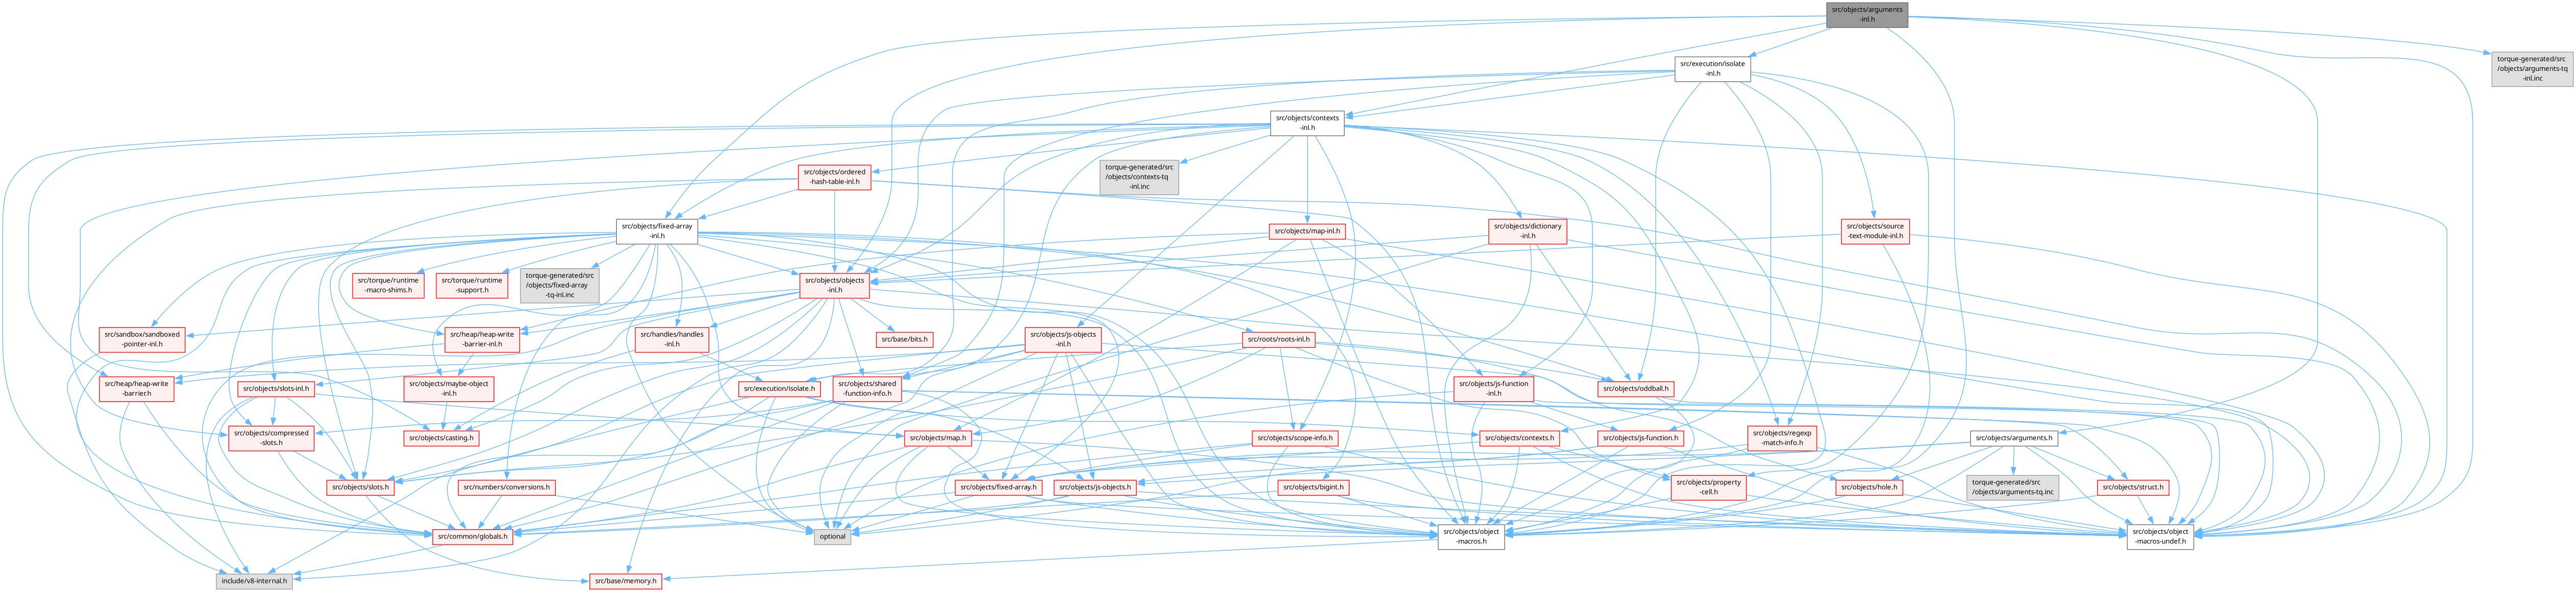 src/objects/arguments
-inl.h
torque-generated/src
/objects/arguments-tq
-inl.inc
src/execution/isolate
-inl.h
src/objects/contexts
-inl.h
src/objects/ordered
-hash-table-inl.h
torque-generated/src
/objects/contexts-tq
-inl.inc
src/objects/fixed-array
-inl.h
src/objects/map-inl.h
src/objects/dictionary
-inl.h
src/objects/source
-text-module-inl.h
src/torque/runtime
-macro-shims.h
src/torque/runtime
-support.h
torque-generated/src
/objects/fixed-array
-tq-inl.inc
src/objects/objects
-inl.h
src/sandbox/sandboxed
-pointer-inl.h
src/heap/heap-write
-barrier-inl.h
src/handles/handles
-inl.h
src/base/bits.h
src/objects/js-objects
-inl.h
src/roots/roots-inl.h
src/heap/heap-write
-barrier.h
src/objects/slots-inl.h
src/objects/maybe-object
-inl.h
src/execution/isolate.h
src/objects/shared
-function-info.h
src/objects/js-function
-inl.h
src/objects/oddball.h
src/objects/compressed
-slots.h
src/objects/casting.h
src/objects/map.h
src/objects/scope-info.h
src/objects/contexts.h
src/objects/js-function.h
src/objects/regexp
-match-info.h
src/objects/arguments.h
src/objects/slots.h
src/numbers/conversions.h
src/objects/fixed-array.h
src/objects/js-objects.h
src/objects/bigint.h
src/objects/property
-cell.h
src/objects/hole.h
torque-generated/src
/objects/arguments-tq.inc
src/objects/struct.h
src/common/globals.h
optional
src/objects/object
-macros.h
src/objects/object
-macros-undef.h
include/v8-internal.h
src/base/memory.h